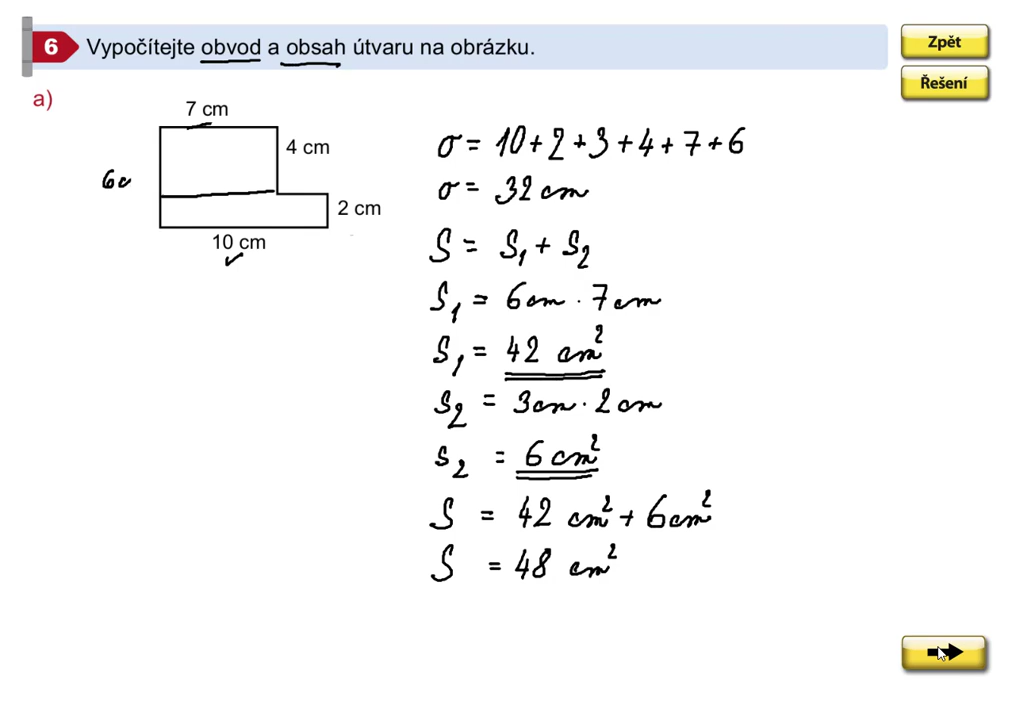 6 Vypočítejte obvod a obsah útvaru na obrázku.
Zpět
Řešení
a)
7 cm
4 cm
6c
2 cm
10 cm
σ = 10+2+3+4+7+6
σ = 32 cm
S = S₁ + S₂
S₁ = 6cm · 7cm
S₁ = 42 cm²
S₂ = 3cm · 2cm
S₂ = 6cm²
S = 42 cm² + 6cm²
S = 48 cm²